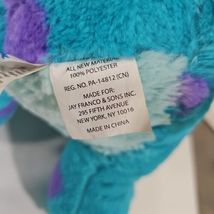 ALL NEW MATERIAL
100% POLYESTER
REG. NO. PA-14812 (CN)
MADE FOR:
JAY FRANCO & SONS INC.
295 FIFTH AVENUE
NEW YORK, NY 10016
MADE IN CHINA